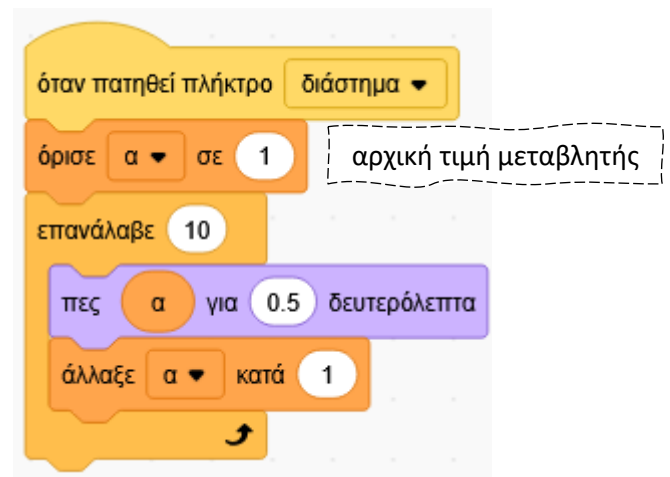 όταν πατηθεί πλήκτρο διάστημα
όρισε α σε 1 αρχική τιμή μεταβλητής
επανάλαβε 10
πες α για 0.5 δευτερόλεπτα
άλλαξε α κατά 1